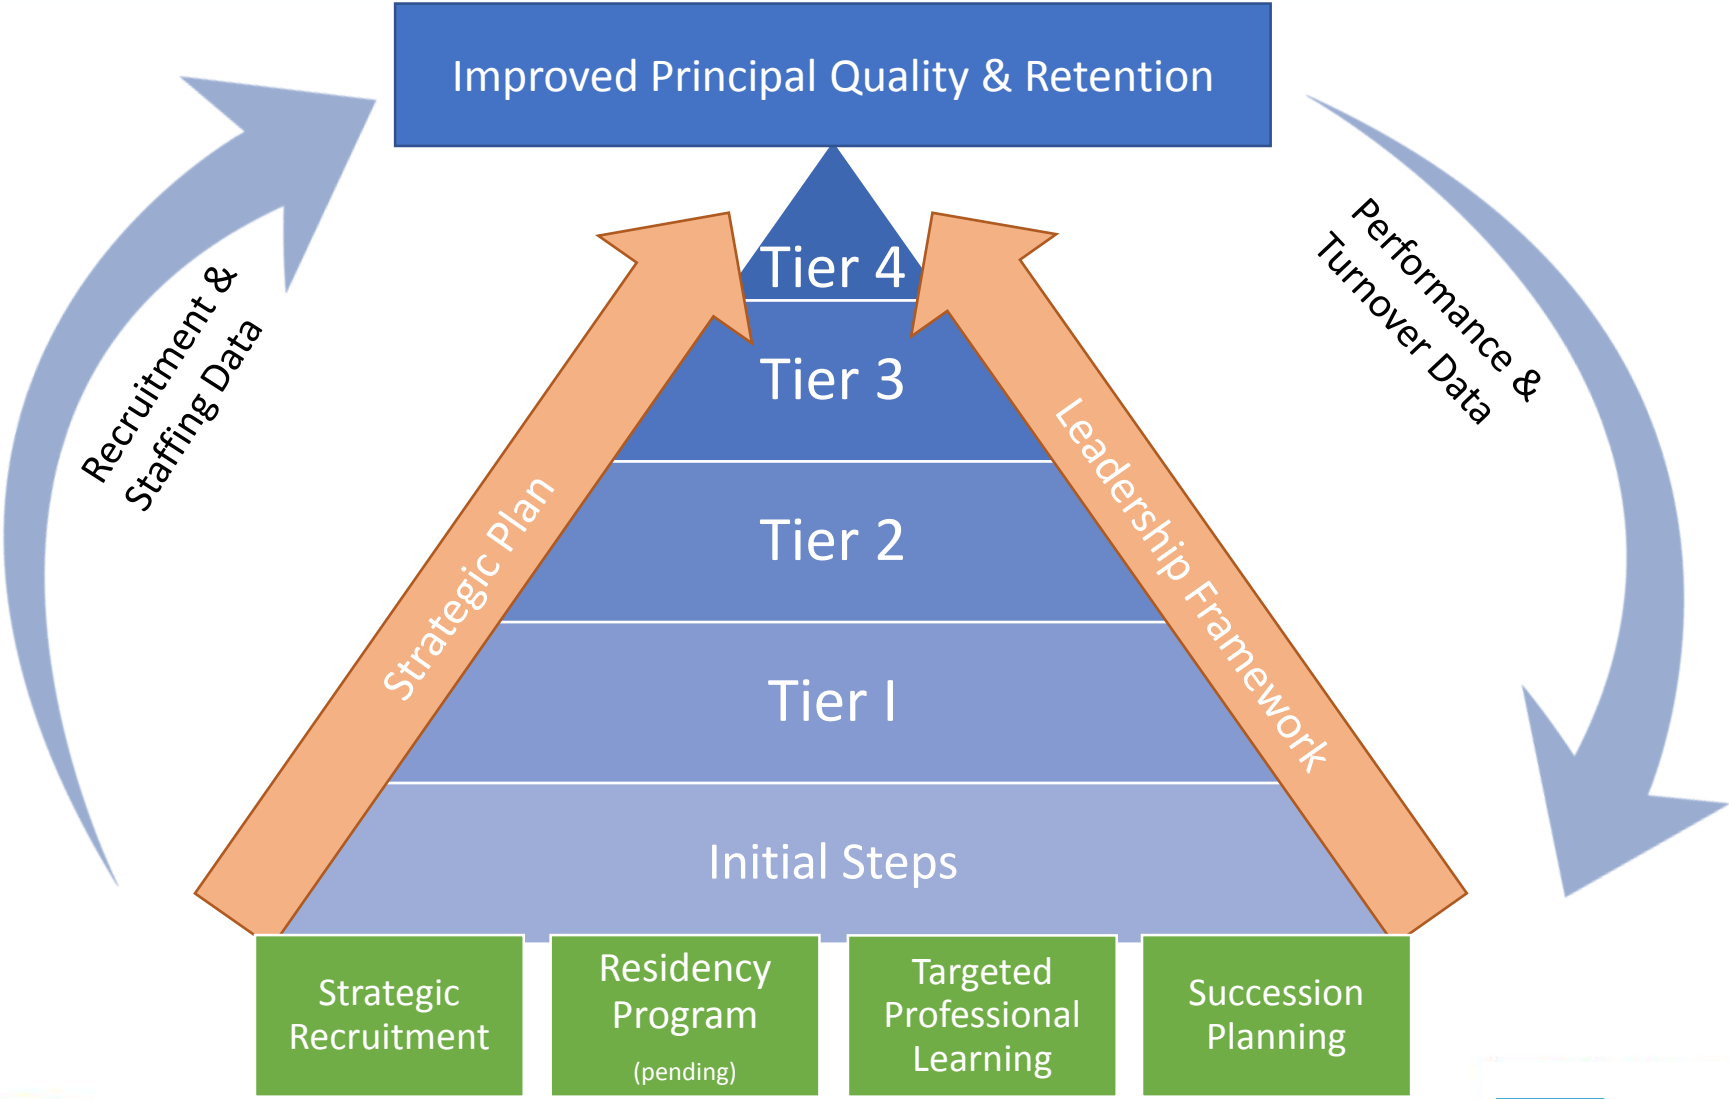 Improved Principal Quality & Retention
Recruitment &
Staffing Data
Performance &
Turnover Data
Strategic Plan
Leadership Framework
Tier 4
Tier 3
Tier 2
Tier I
Initial Steps
Strategic
Recruitment
Residency
Program
(pending)
Targeted
Professional
Learning
Succession
Planning